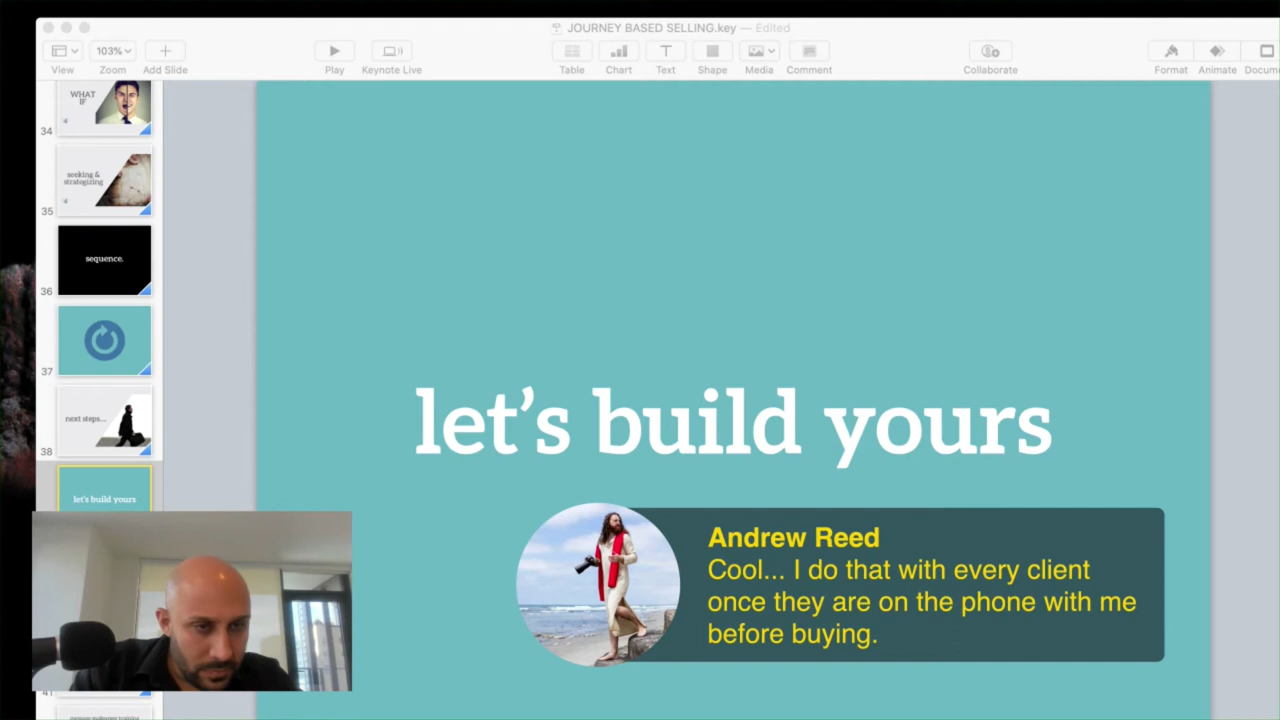 JOURNEY BASED SELLING.key — Edited
103%
View
Zoom
Add Slide
Play
Keynote Live
Table
Chart
Text
Shape
Media
Comment
Collaborate
Format
Animate
Docume
WHAT
IF
34
seeking &
strategizing
35
sequence.
36
37
next steps...
38
let's build yours
41
let's build yours
Andrew Reed
Cool... I do that with every client
once they are on the phone with me
before buying.